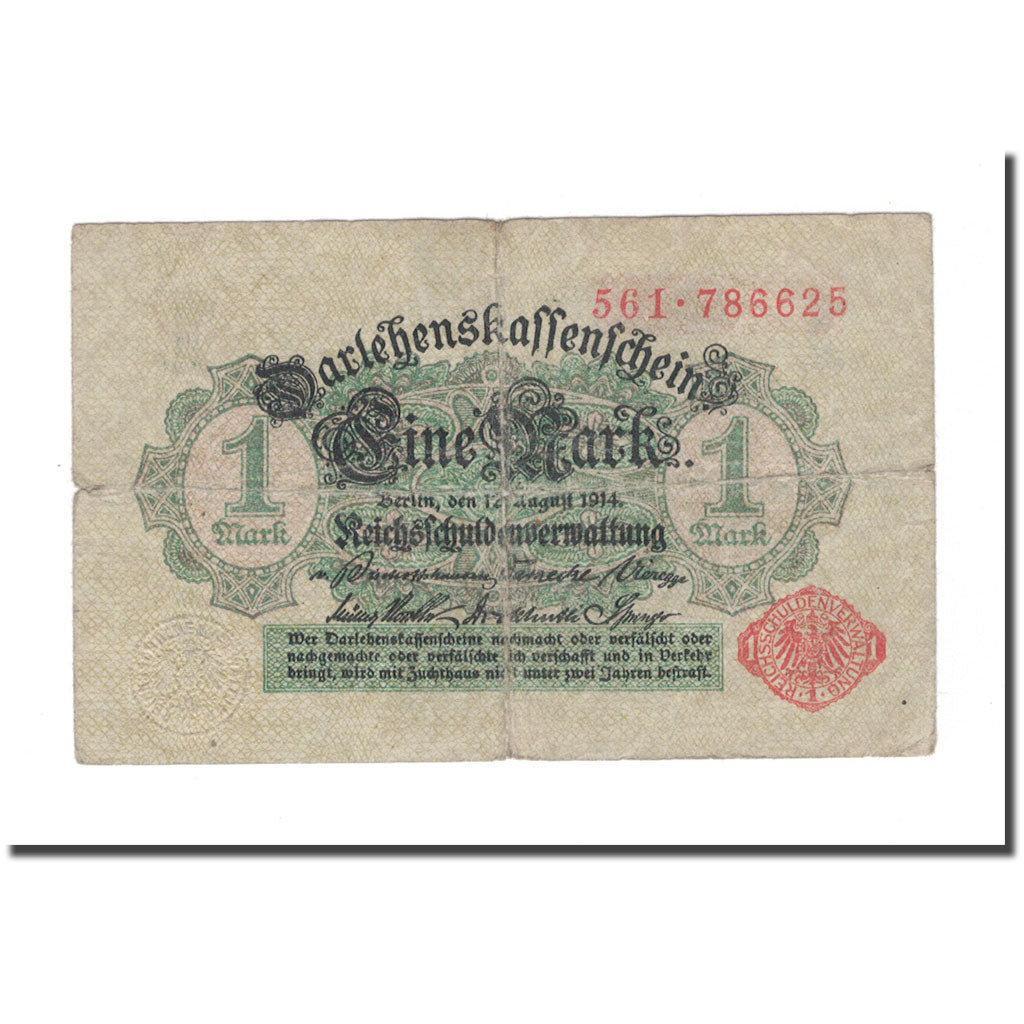 561·786625
Darlehenskassenschein
Eine Mark.
1 Mark
1 Mark
Berlin, den 12. August 1914.
Reichsschuldenverwaltung
Wer Darlehenskassenscheine nachmacht oder verfälscht oder
nachgemachte oder verfälschte sich verschafft und in Verkehr
bringt, wird mit Zuchthaus nicht unter zwei Jahren bestraft.
REICHSSCHULDENVERWALTUNG
1 1
·1·